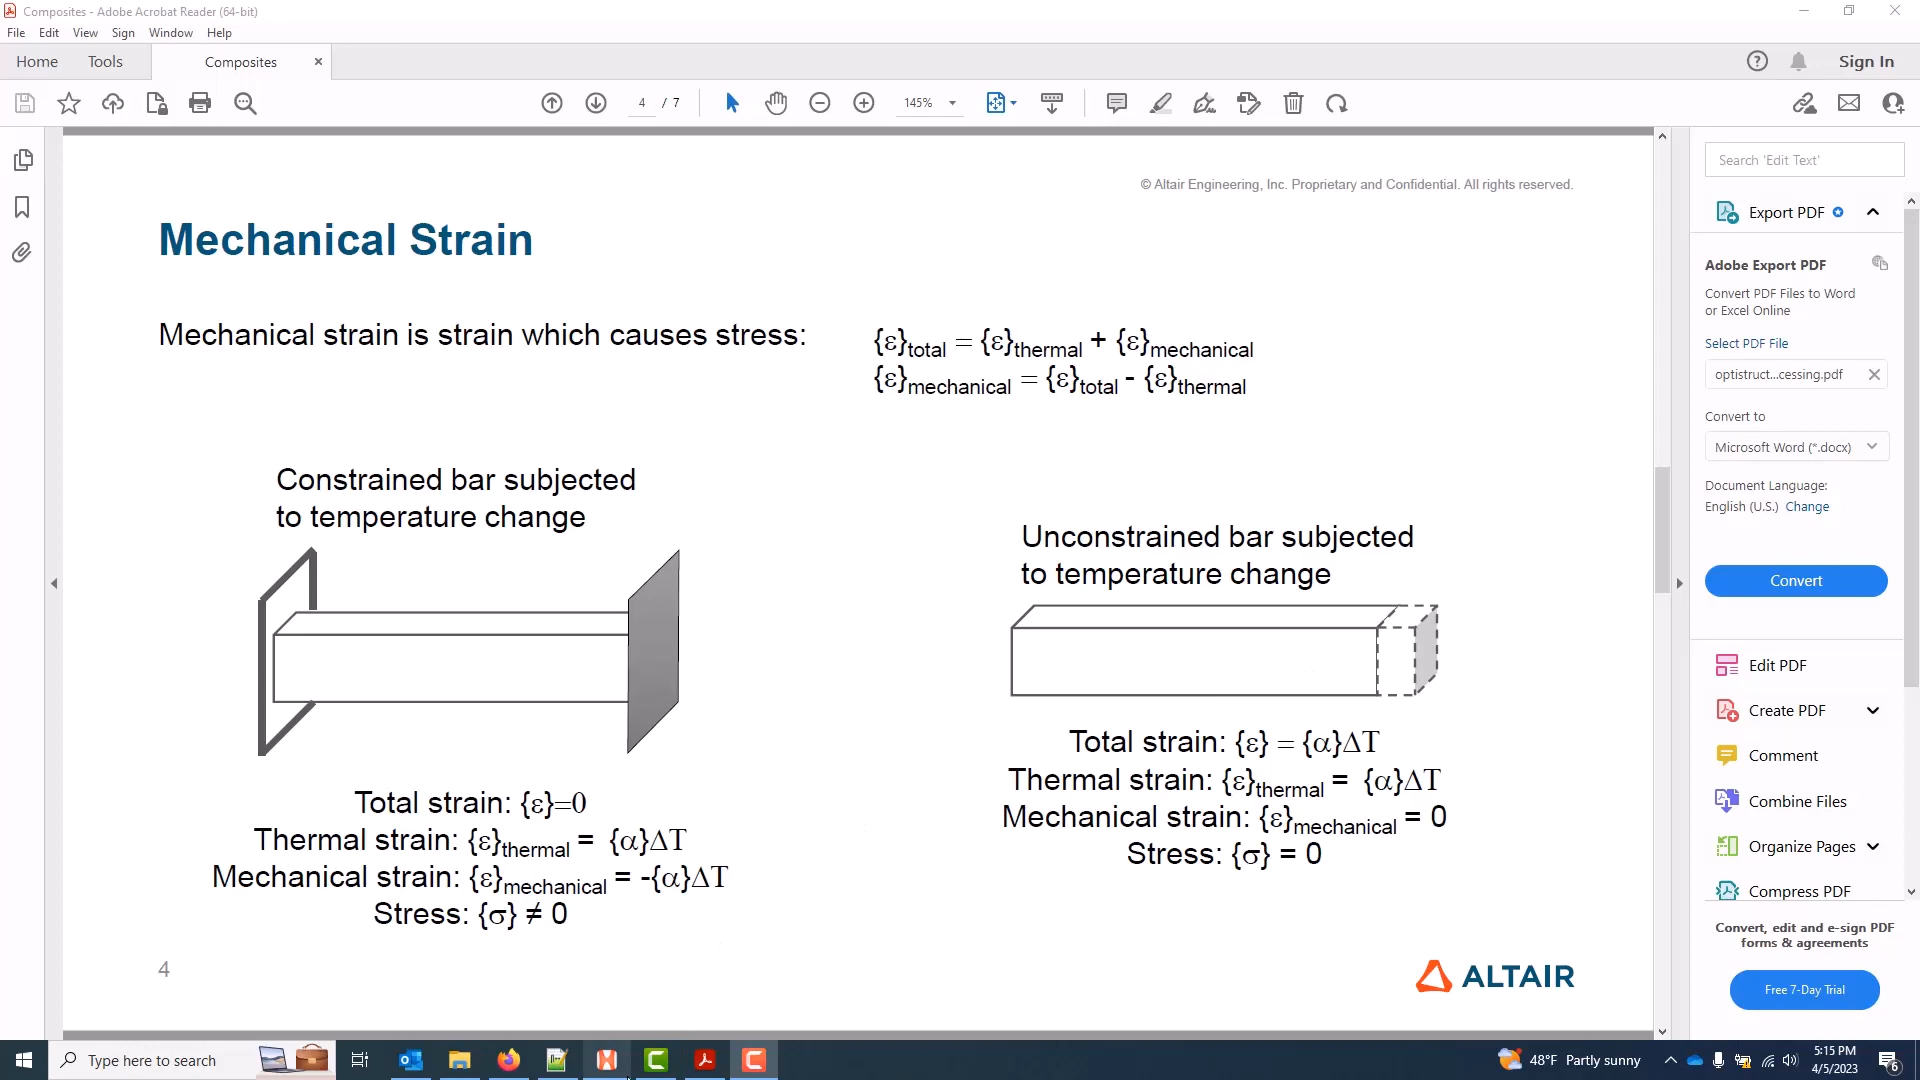 Composites - Adobe Acrobat Reader (64-bit)
File Edit View Sign Window Help
Home Tools Composites × Sign In
4 / 7 145%
© Altair Engineering, Inc. Proprietary and Confidential. All rights reserved.
Mechanical Strain
Mechanical strain is strain which causes stress:
{ε}total = {ε}thermal + {ε}mechanical
{ε}mechanical = {ε}total - {ε}thermal
Constrained bar subjected
to temperature change
Total strain: {ε}=0
Thermal strain: {ε}thermal = {α}ΔT
Mechanical strain: {ε}mechanical = -{α}ΔT
Stress: {σ} ≠ 0
Unconstrained bar subjected
to temperature change
Total strain: {ε} = {α}ΔT
Thermal strain: {ε}thermal = {α}ΔT
Mechanical strain: {ε}mechanical = 0
Stress: {σ} = 0
4
ALTAIR
Search 'Edit Text'
Export PDF
Adobe Export PDF
Convert PDF Files to Word
or Excel Online
Select PDF File
optistruct...cessing.pdf
Convert to
Microsoft Word (*.docx)
Document Language:
English (U.S.) Change
Convert
Edit PDF
Create PDF
Comment
Combine Files
Organize Pages
Compress PDF
Convert, edit and e-sign PDF
forms & agreements
Free 7-Day Trial
Type here to search
48°F Partly sunny
5:15 PM
4/5/2023
6